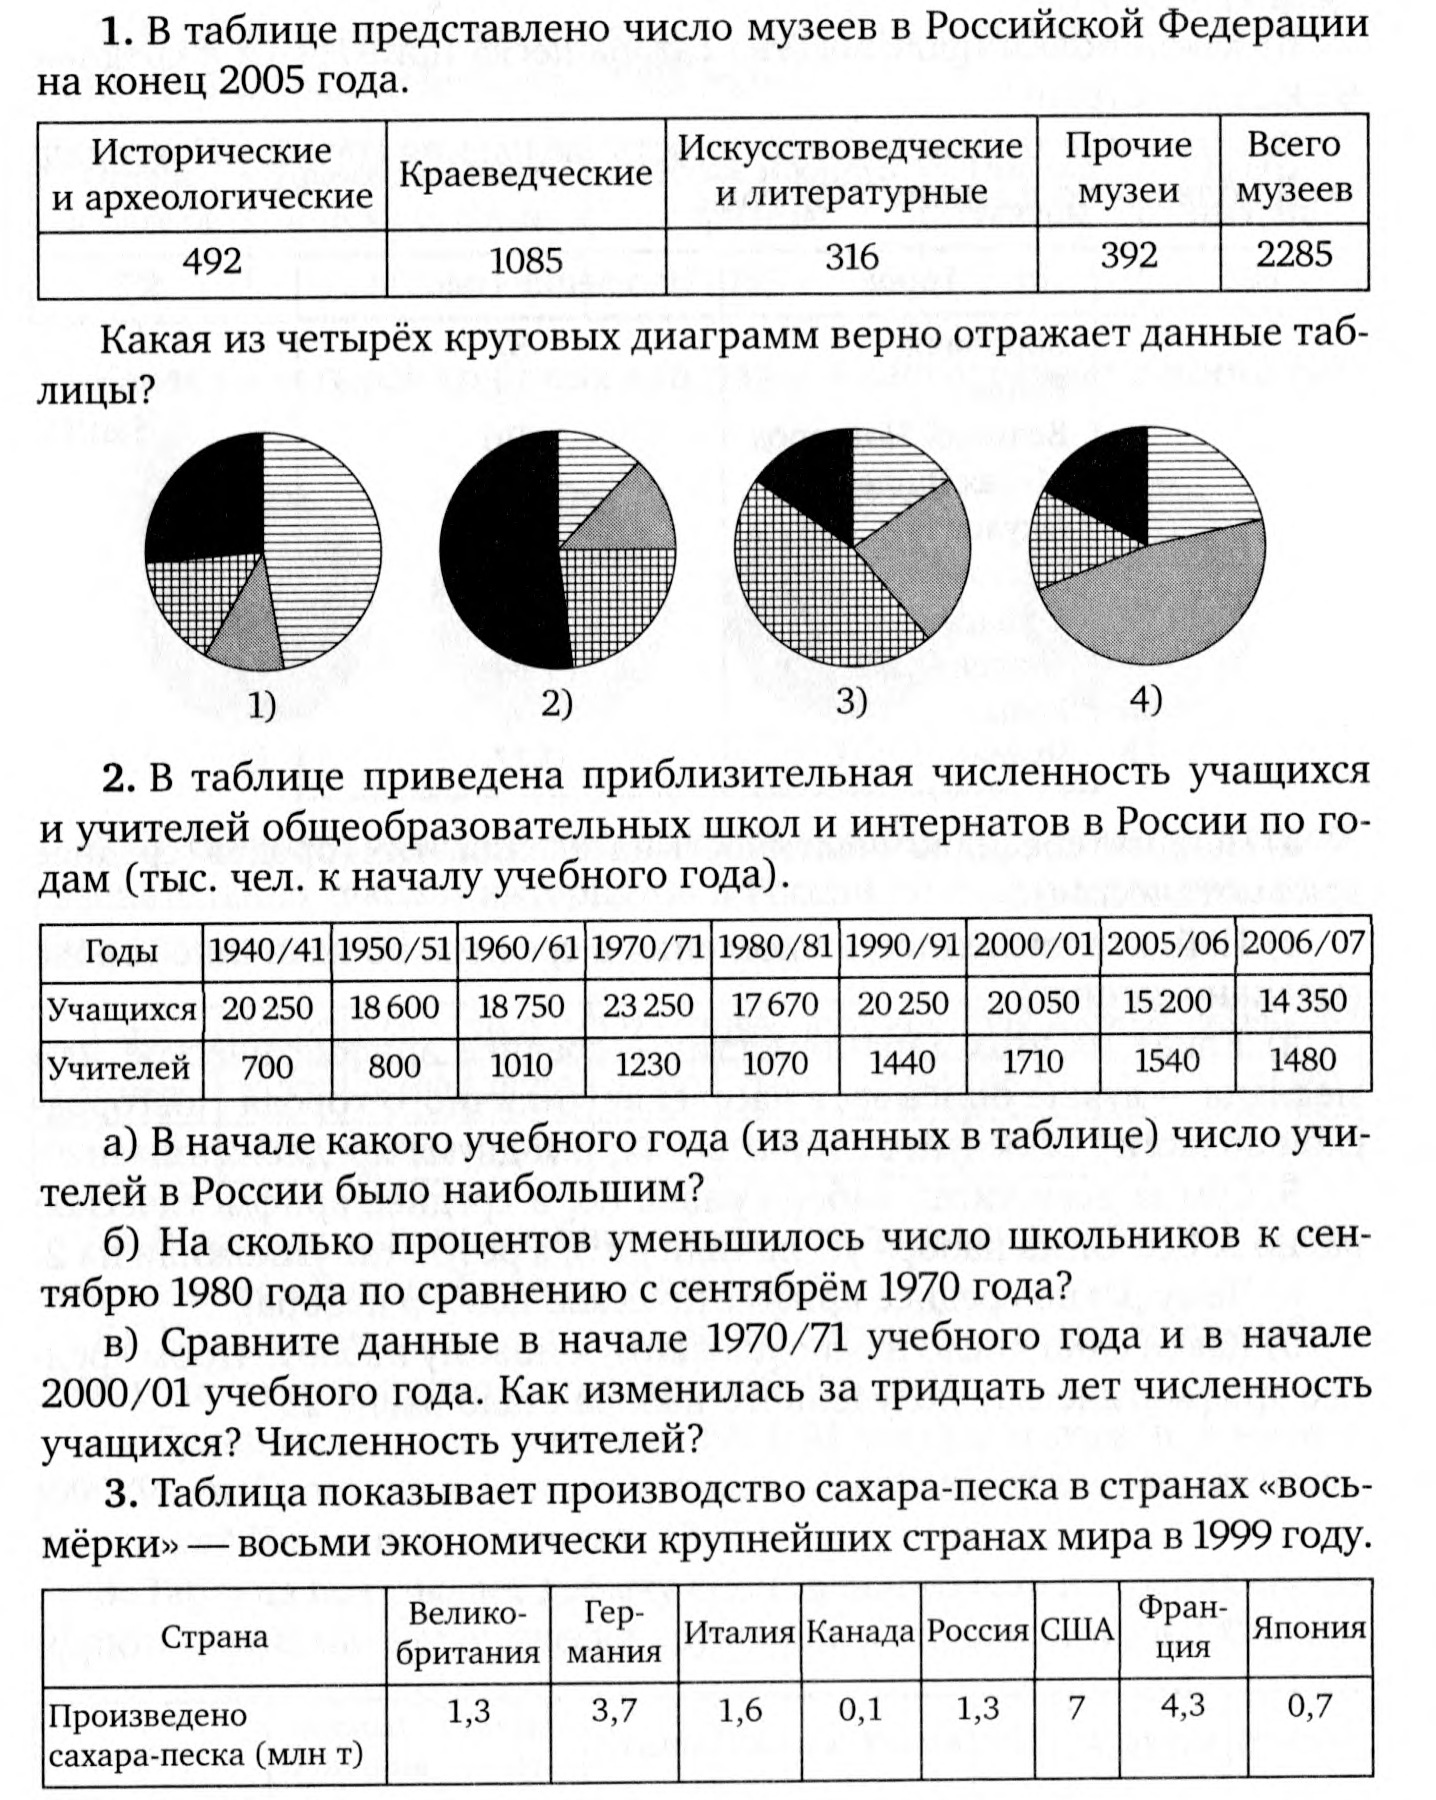 1. В таблице представлено число музеев в Российской Федерации
на конец 2005 года.
Исторические и археологические | Краеведческие | Искусствоведческие и литературные | Прочие музеи | Всего музеев
492 | 1085 | 316 | 392 | 2285
Какая из четырёх круговых диаграмм верно отражает данные таб-
лицы?
1) 2) 3) 4)
2. В таблице приведена приблизительная численность учащихся
и учителей общеобразовательных школ и интернатов в России по го-
дам (тыс. чел. к началу учебного года).
Годы | 1940/41 | 1950/51 | 1960/61 | 1970/71 | 1980/81 | 1990/91 | 2000/01 | 2005/06 | 2006/07
Учащихся | 20 250 | 18 600 | 18 750 | 23 250 | 17 670 | 20 250 | 20 050 | 15 200 | 14 350
Учителей | 700 | 800 | 1010 | 1230 | 1070 | 1440 | 1710 | 1540 | 1480
а) В начале какого учебного года (из данных в таблице) число учи-
телей в России было наибольшим?
б) На сколько процентов уменьшилось число школьников к сен-
тябрю 1980 года по сравнению с сентябрём 1970 года?
в) Сравните данные в начале 1970/71 учебного года и в начале
2000/01 учебного года. Как изменилась за тридцать лет численность
учащихся? Численность учителей?
3. Таблица показывает производство сахара-песка в странах «вось-
мёрки» — восьми экономически крупнейших странах мира в 1999 году.
Страна | Велико-британия | Гер-мания | Италия | Канада | Россия | США | Фран-ция | Япония
Произведено сахара-песка (млн т) | 1,3 | 3,7 | 1,6 | 0,1 | 1,3 | 7 | 4,3 | 0,7